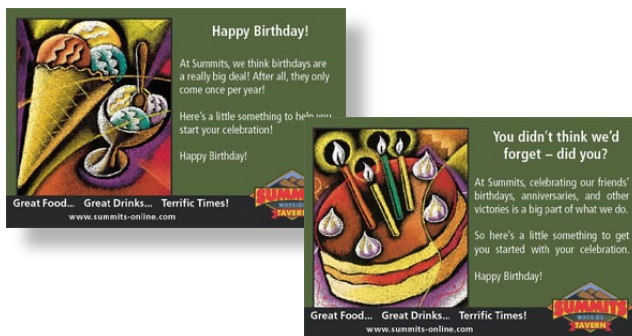 Happy Birthday!
At Summits, we think birthdays are
a really big deal! After all, they only
come once per year!
Here's a little something to help you
start your celebration!
Happy Birthday!
Great Food... Great Drinks... Terrific Times!
www.summits-online.com
SUMMITS
WAYSIDE
TAVERN
You didn't think we'd
forget – did you?
At Summits, celebrating our friends'
birthdays, anniversaries, and other
victories is a big part of what we do.
So here's a little something to get
you started with your celebration.
Happy Birthday!
Great Food... Great Drinks... Terrific Times!
www.summits-online.com
SUMMITS
WAYSIDE
TAVERN